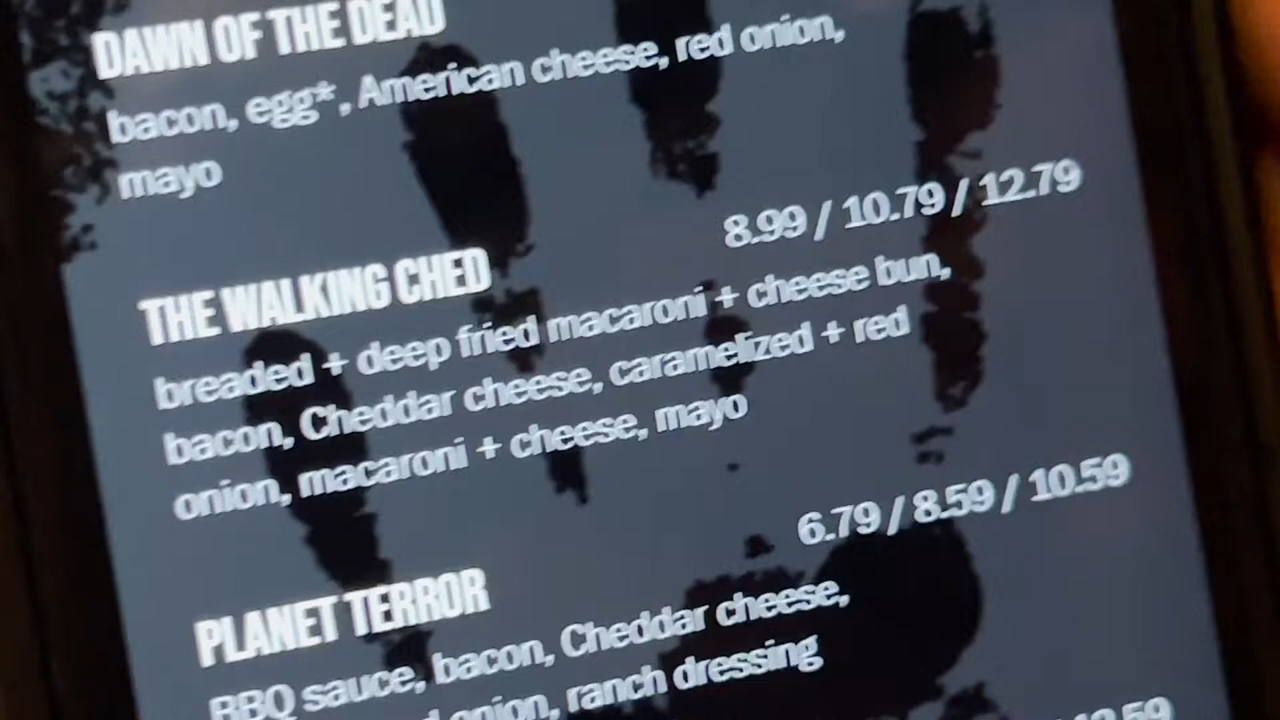 DAWN OF THE DEAD
bacon, egg*, American cheese, red onion,
mayo
8.99 / 10.79 / 12.79
THE WALKING CHED
breaded + deep fried macaroni + cheese bun,
bacon, Cheddar cheese, caramelized + red
onion, macaroni + cheese, mayo
6.79 / 8.59 / 10.59
PLANET TERROR
BBQ sauce, bacon, Cheddar cheese,
onion, ranch dressing